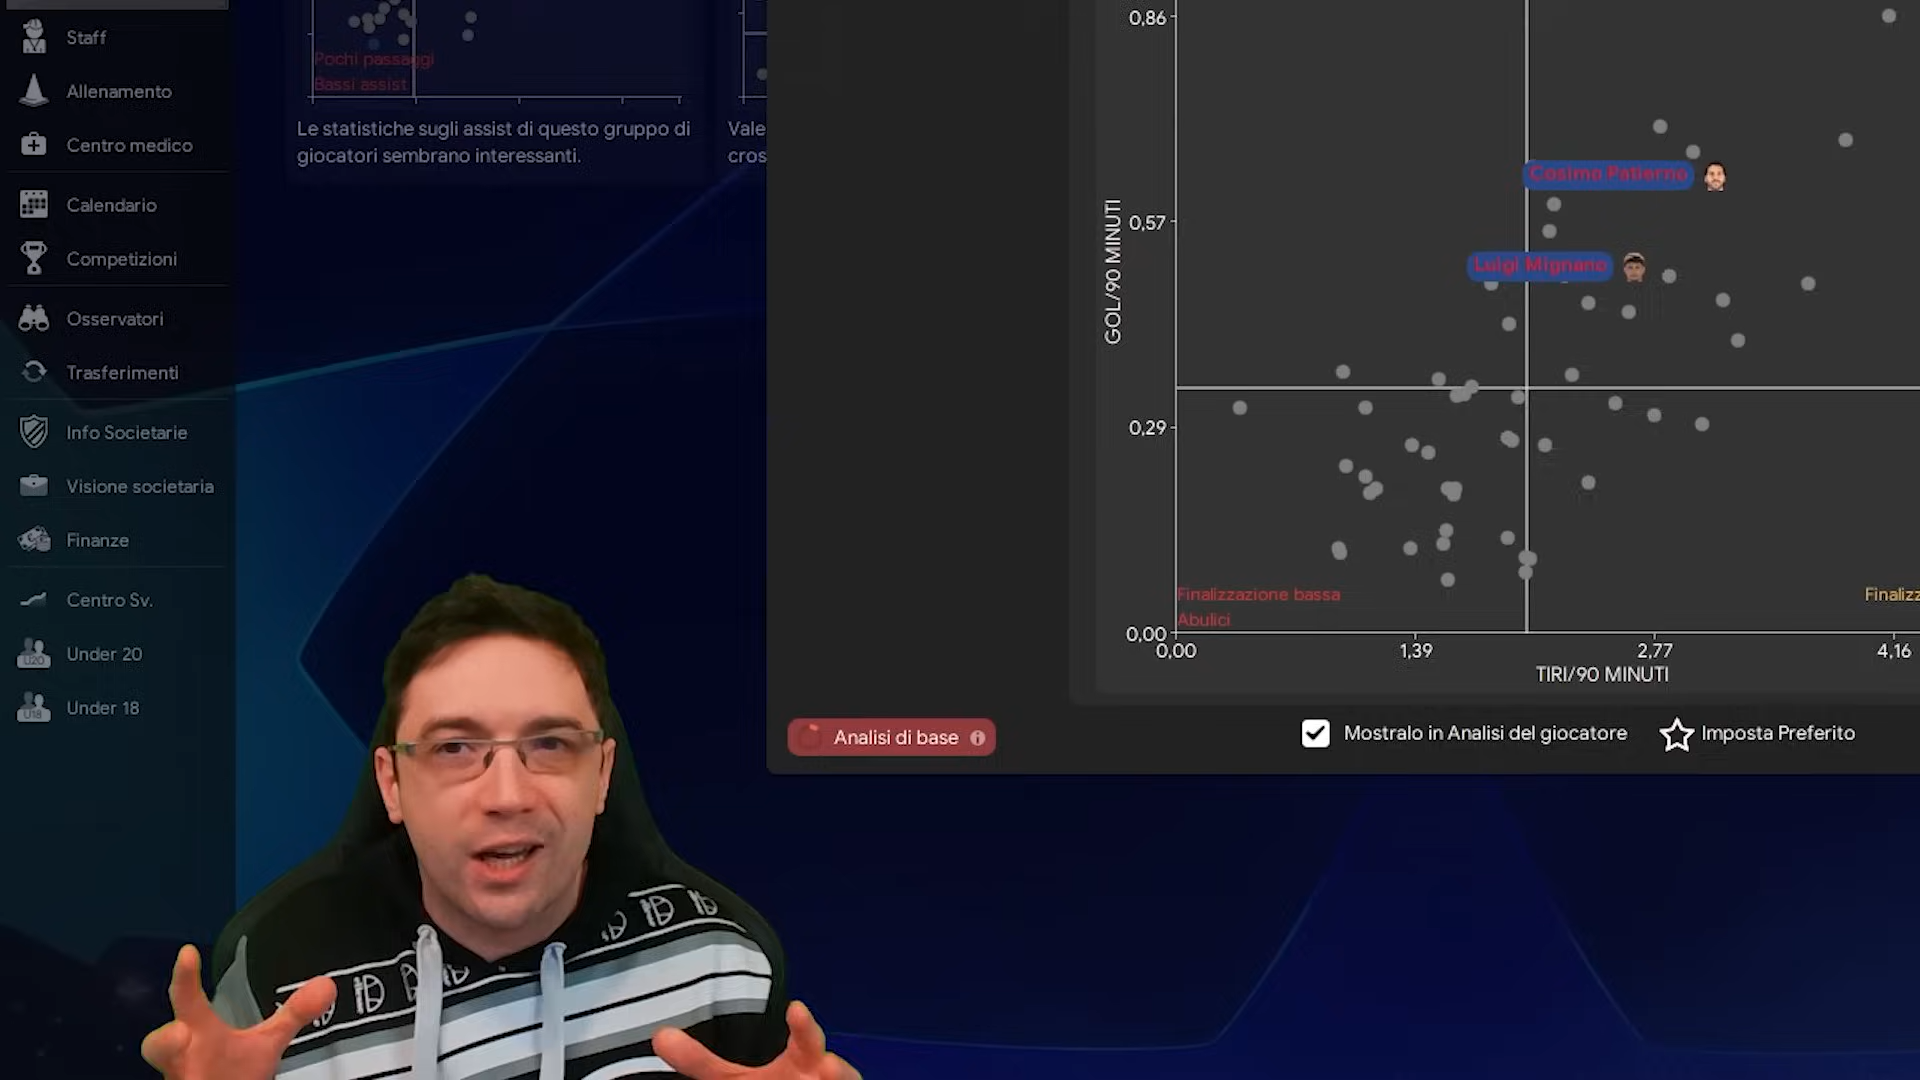 Staff
Allenamento
Centro medico
Calendario
Competizioni
Osservatori
Trasferimenti
Info Societarie
Visione societaria
Finanze
Centro Sv.
U20
Under 20
U18
Under 18
Pochi passaggi
Bassi assist
Le statistiche sugli assist di questo gruppo di
giocatori sembrano interessanti.
Vale
cros
GOL/90 MINUTI
0,86
0,57
0,29
0,00
Cosimo Patierno
Luigi Mignano
Finalizzazione bassa
Abulici
Finalizz
0,00
1,39
2,77
4,16
TIRI/90 MINUTI
Analisi di base
Mostralo in Analisi del giocatore
Imposta Preferito